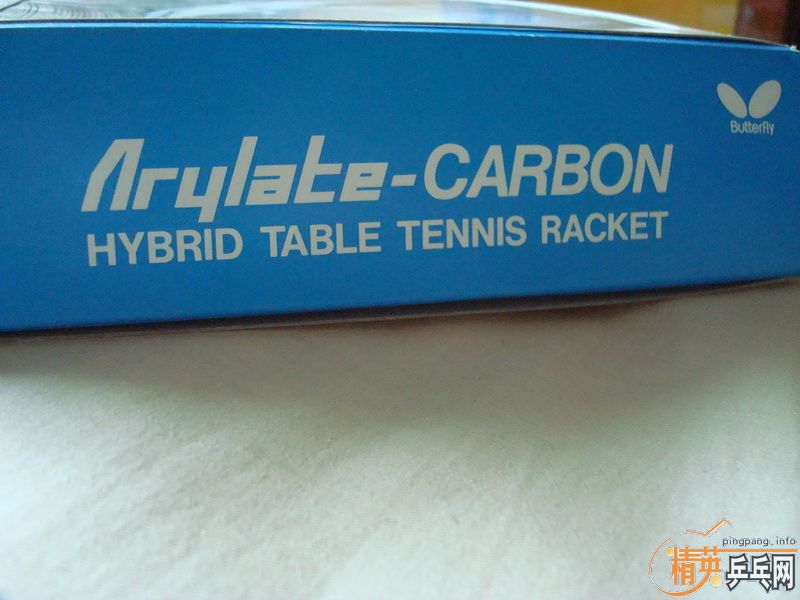 Butterfly
Arylate-CARBON
HYBRID TABLE TENNIS RACKET
pingpang.info
精英乒乓网